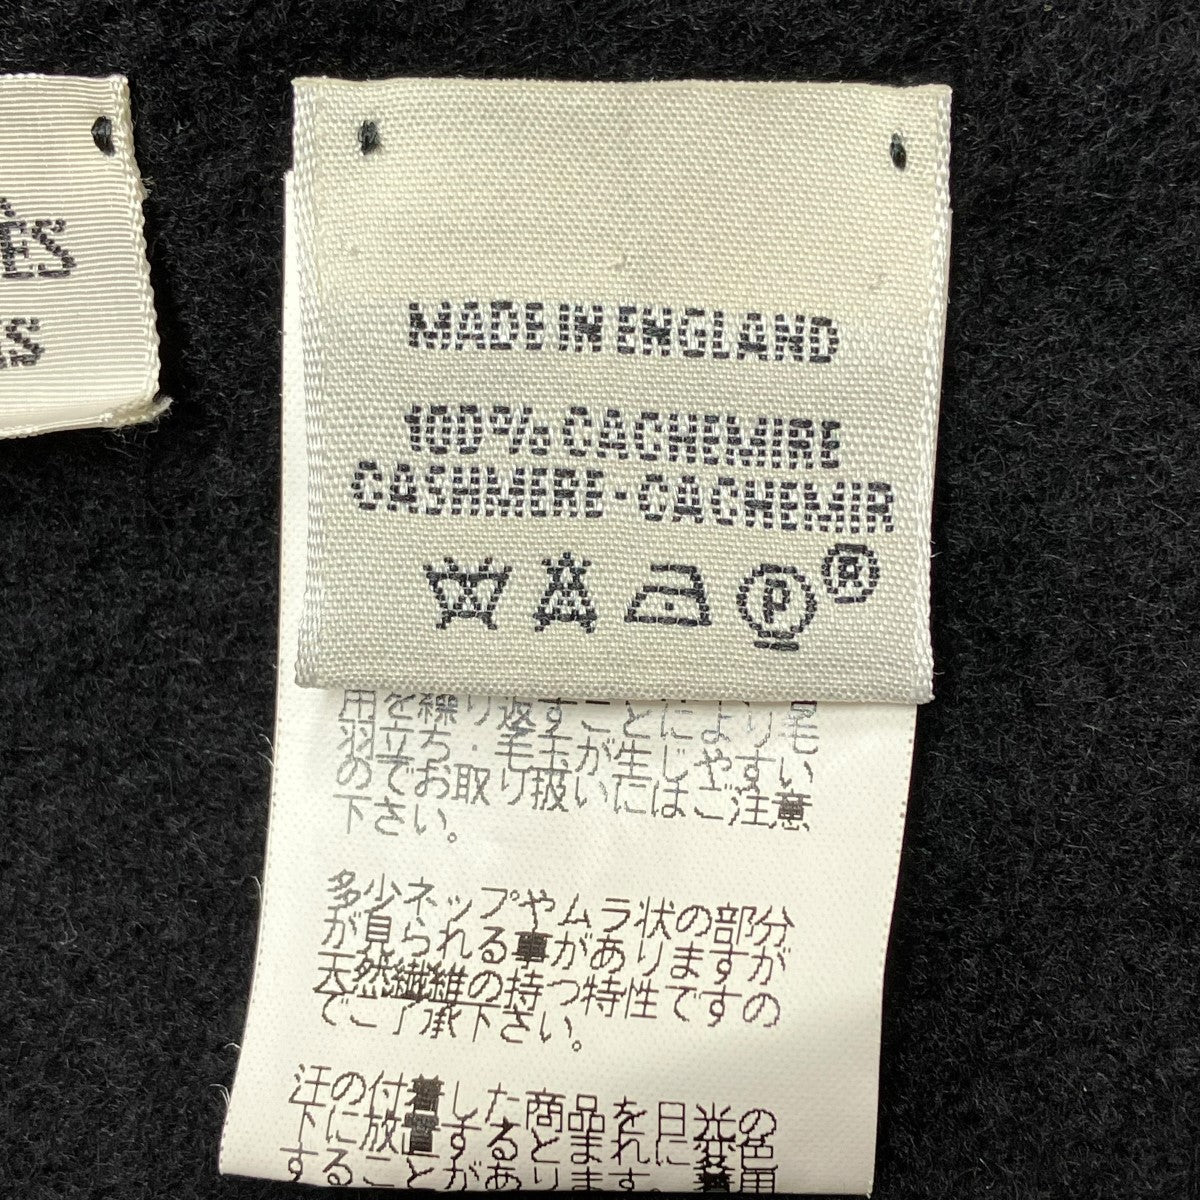 ES
MADE IN ENGLAND
100% CACHEMIRE
CASHMERE·CACHEMIR
P ®
用を繰り返すことにより毛
羽立ち・毛玉が生じやすい
のでお取り扱いにはご注意
下さい。
多少ネップやムラ状の部分
が見られる事がありますが
天然繊維の持つ特性ですの
でご了承下さい。
汗の付着した商品を日光の
下に放置すると まれに変色
することがあります。着用